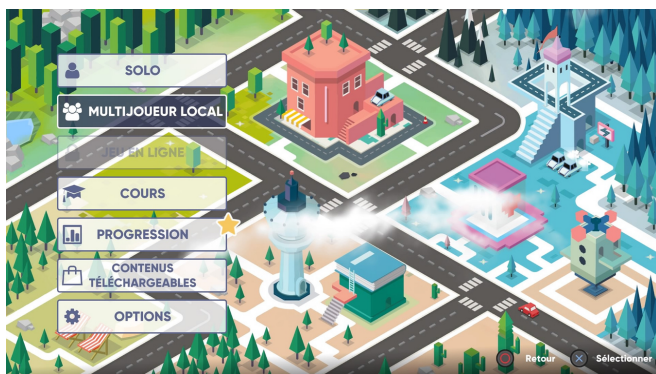 SOLO
MULTIJOUEUR LOCAL
JEU EN LIGNE
COURS
PROGRESSION
CONTENUS
TÉLÉCHARGEABLES
OPTIONS
Retour
Sélectionner